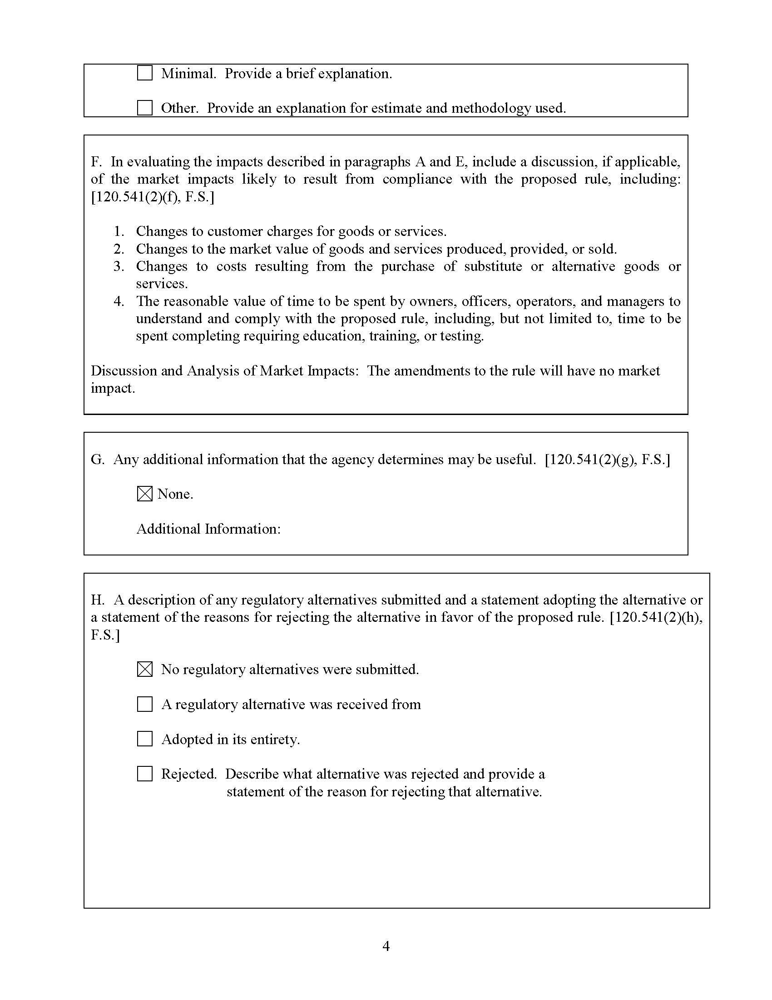 ☐ Minimal.  Provide a brief explanation.
☐ Other.  Provide an explanation for estimate and methodology used.
F.  In evaluating the impacts described in paragraphs A and E, include a discussion, if applicable,
of the market impacts likely to result from compliance with the proposed rule, including:
[120.541(2)(f), F.S.]
1. Changes to customer charges for goods or services.
2. Changes to the market value of goods and services produced, provided, or sold.
3. Changes to costs resulting from the purchase of substitute or alternative goods or
services.
4. The reasonable value of time to be spent by owners, officers, operators, and managers to
understand and comply with the proposed rule, including, but not limited to, time to be
spent completing requiring education, training, or testing.
Discussion and Analysis of Market Impacts:  The amendments to the rule will have no market
impact.
G.  Any additional information that the agency determines may be useful.  [120.541(2)(g), F.S.]
☒ None.
Additional Information:
H.  A description of any regulatory alternatives submitted and a statement adopting the alternative or
a statement of the reasons for rejecting the alternative in favor of the proposed rule. [120.541(2)(h),
F.S.]
☒ No regulatory alternatives were submitted.
☐ A regulatory alternative was received from
☐ Adopted in its entirety.
☐ Rejected.  Describe what alternative was rejected and provide a
statement of the reason for rejecting that alternative.
4